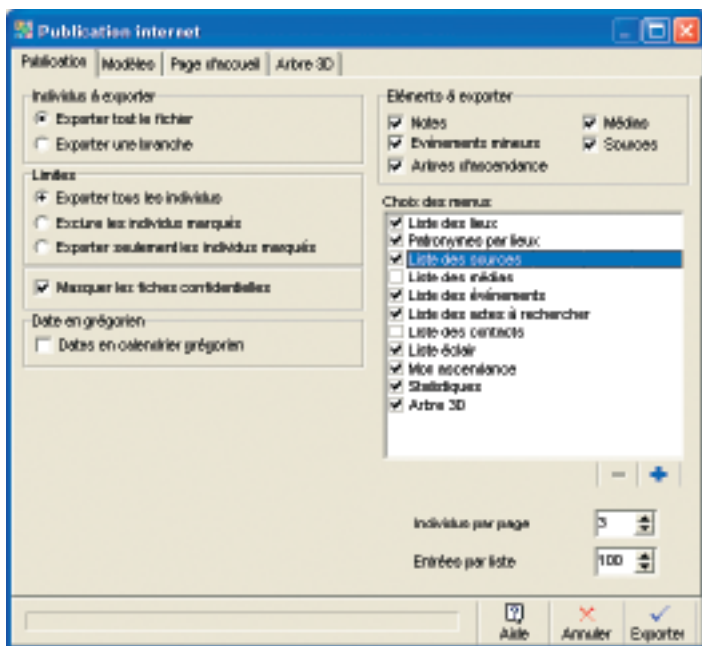 Publication internet
Publication Modèles Page d'accueil Arbre 3D
Individus à exporter
Exporter tout le fichier
Exporter une branche
Limites
Exporter tous les individus
Exclure les individus marqués
Exporter seulement les individus marqués
Masquer les fiches confidentielles
Date en grégorien
Dates en calendrier grégorien
Eléments à exporter
Notes
Médias
Evénements mineurs
Sources
Arbres d'ascendance
Choix des menus
Liste des lieux
Patronymes par lieux
Liste des sources
Liste des médias
Liste des événements
Liste des actes à rechercher
Liste des contacts
Liste éclair
Mon ascendance
Statistiques
Arbre 3D
Individus par page 3
Entrées par liste 100
Aide Annuler Exporter